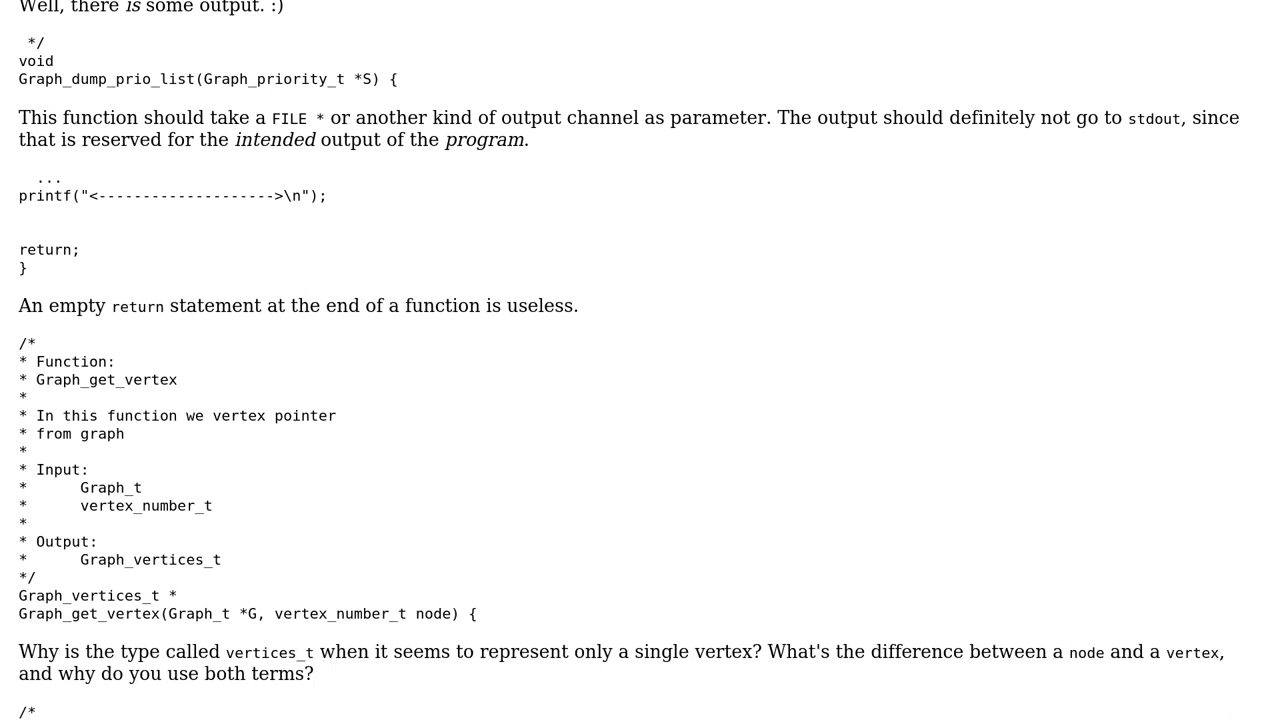 Well, there is some output. :)
 */
void
Graph_dump_prio_list(Graph_priority_t *S) {
This function should take a FILE * or another kind of output channel as parameter. The output should definitely not go to stdout, since
that is reserved for the intended output of the program.
  ...
printf("<-------------------->\n");
return;
}
An empty return statement at the end of a function is useless.
/*
* Function:
* Graph_get_vertex
*
* In this function we vertex pointer
* from graph
*
* Input:
*      Graph_t
*      vertex_number_t
*
* Output:
*      Graph_vertices_t
*/
Graph_vertices_t *
Graph_get_vertex(Graph_t *G, vertex_number_t node) {
Why is the type called vertices_t when it seems to represent only a single vertex? What's the difference between a node and a vertex,
and why do you use both terms?
/*